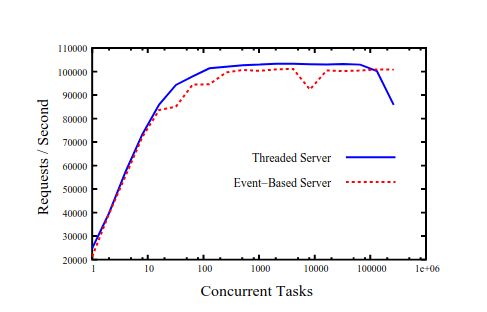 110000
100000
90000
80000
70000
60000
50000
40000
30000
20000
Requests / Second
Threaded Server
Event−Based Server
1 10 100 1000 10000 100000 1e+06
Concurrent Tasks